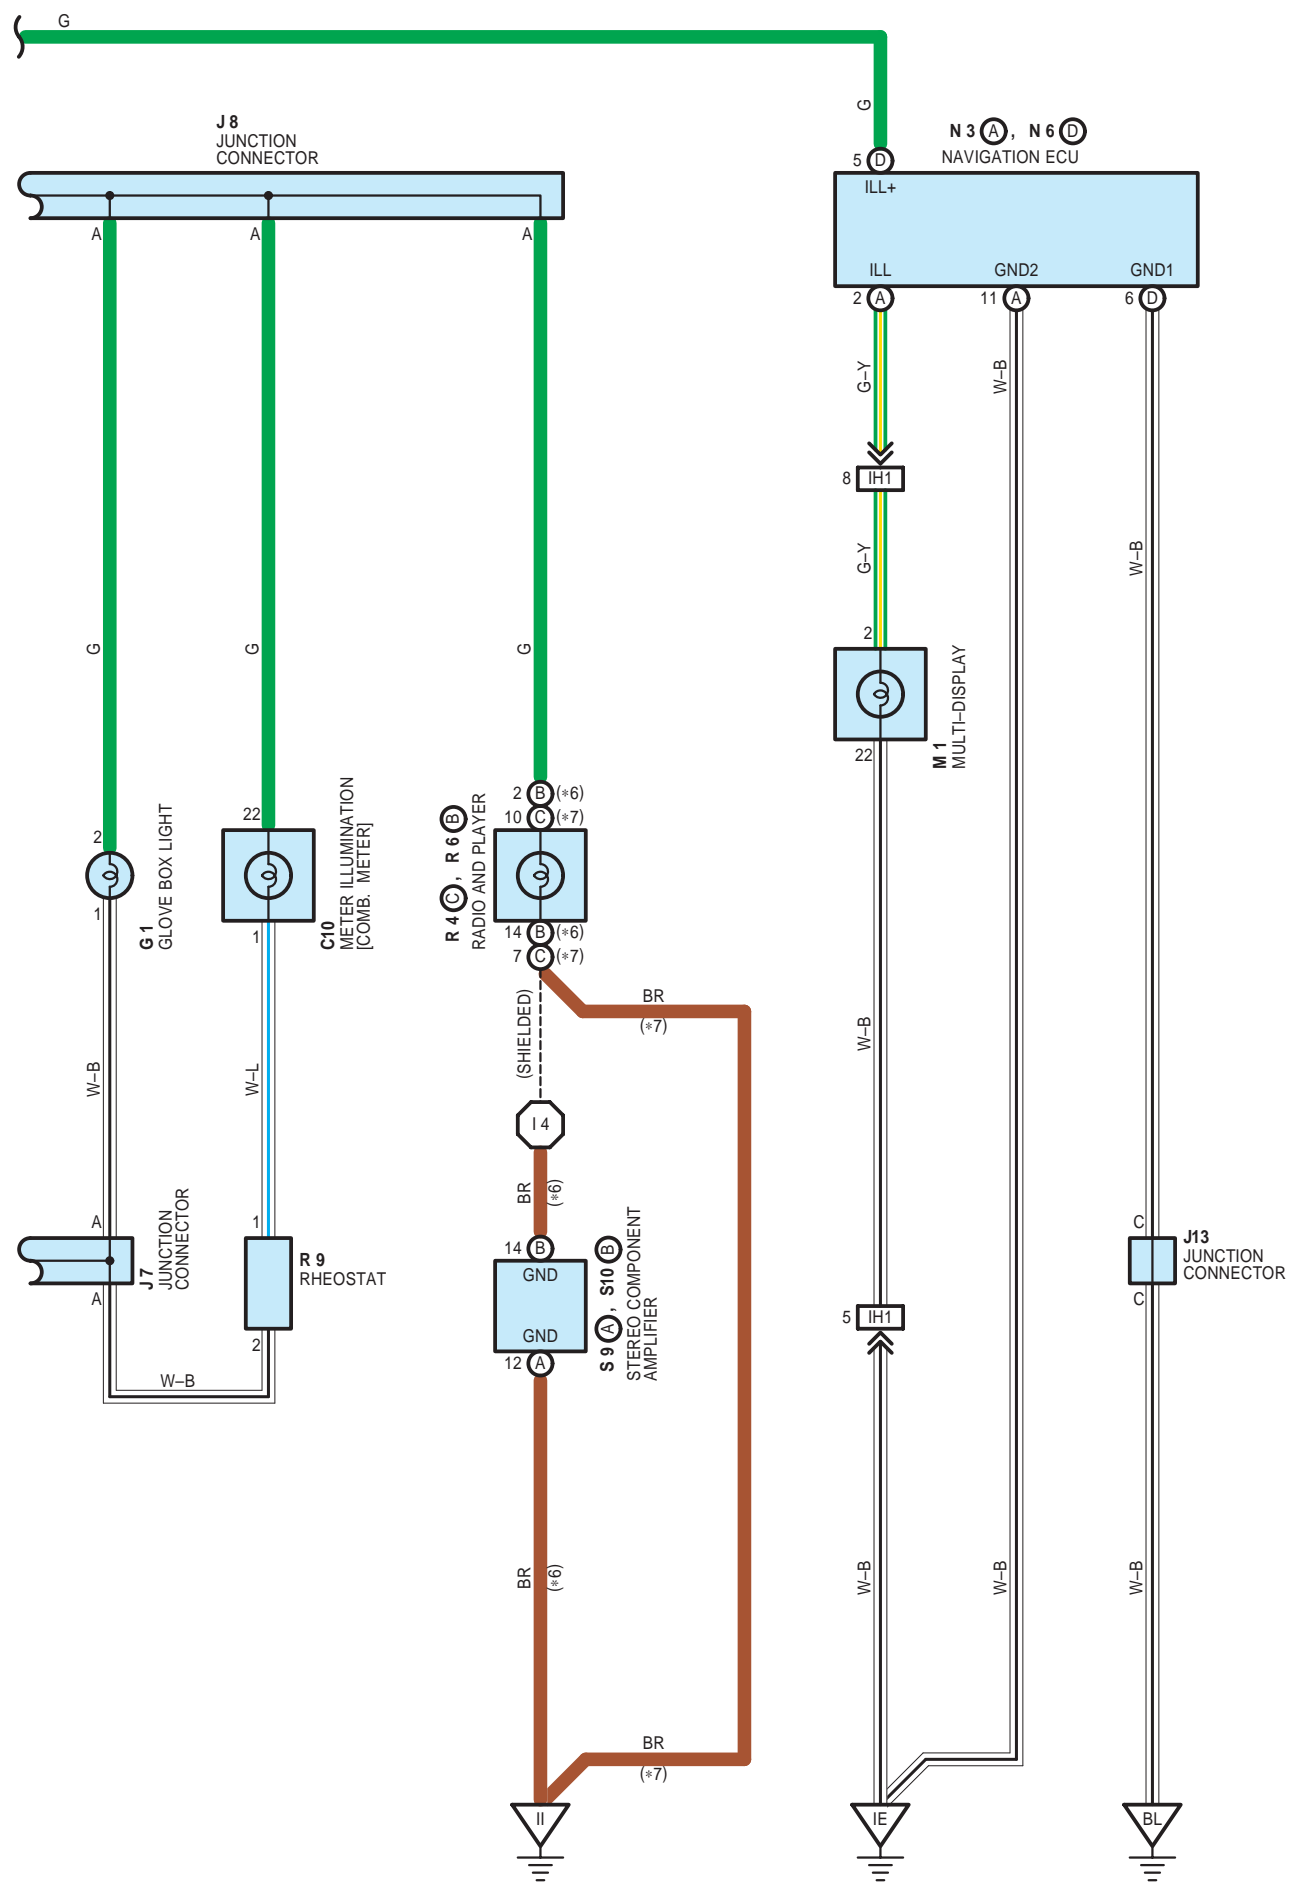 G
G
J 8
JUNCTION
CONNECTOR
N 3 A , N 6 D
NAVIGATION ECU
5 D
ILL+
A
A
A
ILL
GND2
GND1
2 A
11 A
6 D
G–Y
W–B
8 IH1
G–Y
W–B
2
G
G
G
M 1
MULTI–DISPLAY
22
2 B (∗6)
10 C (∗7)
2
22
G 1
GLOVE BOX LIGHT
C10
METER ILLUMINATION
[COMB. METER]
R 4 C , R 6 B
RADIO AND PLAYER
1
1
14 B (∗6)
7 C (∗7)
(SHIELDED)
BR
(∗7)
W–B
W–B
W–L
I 4
BR
(∗6)
A
1
J 7
JUNCTION
CONNECTOR
R 9
RHEOSTAT
A
2
W–B
14 B
GND
GND
12 A
S 9 A , S10 B
STEREO COMPONENT
AMPLIFIER
C
J13
JUNCTION
CONNECTOR
C
5 IH1
BR
(∗6)
W–B
W–B
W–B
BR
(∗7)
II
IE
BL